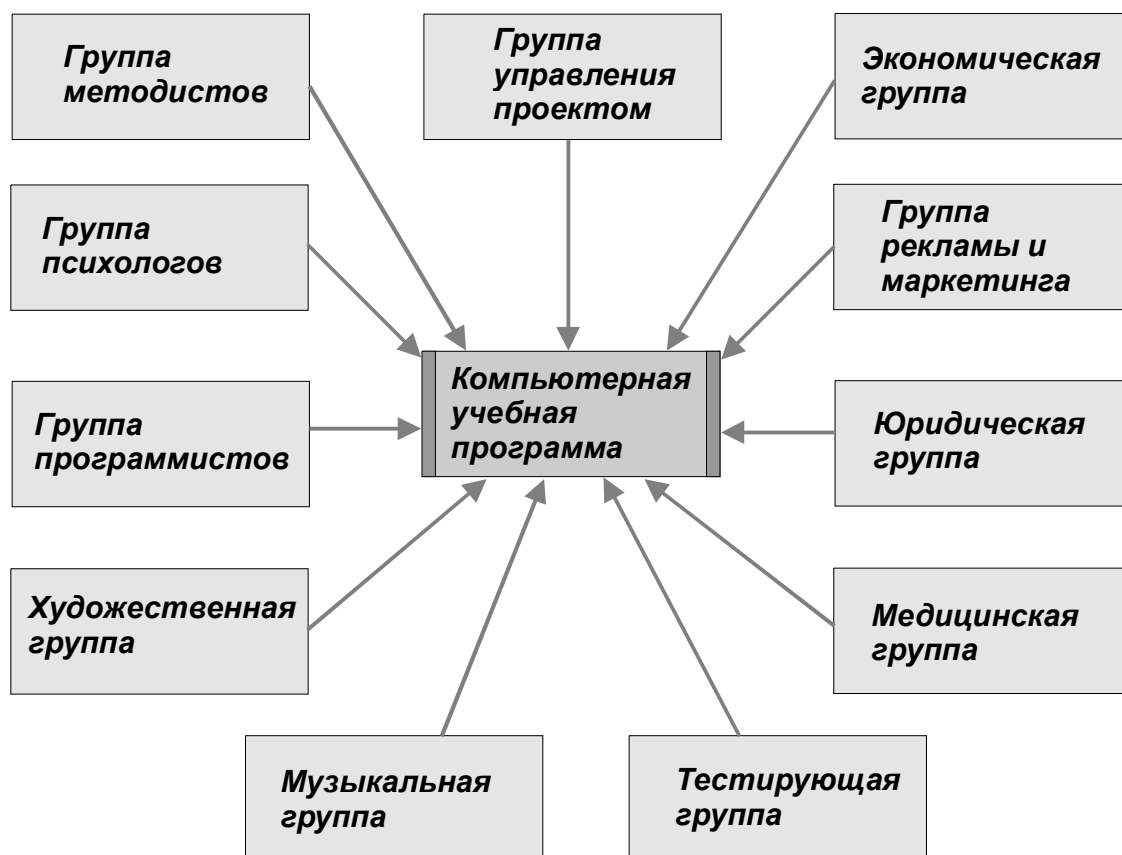 Группа
методистов
Группа
управления
проектом
Экономическая
группа
Группа
психологов
Группа
рекламы и
маркетинга
Компьютерная
учебная
программа
Группа
программистов
Юридическая
группа
Художественная
группа
Медицинская
группа
Музыкальная
группа
Тестирующая
группа